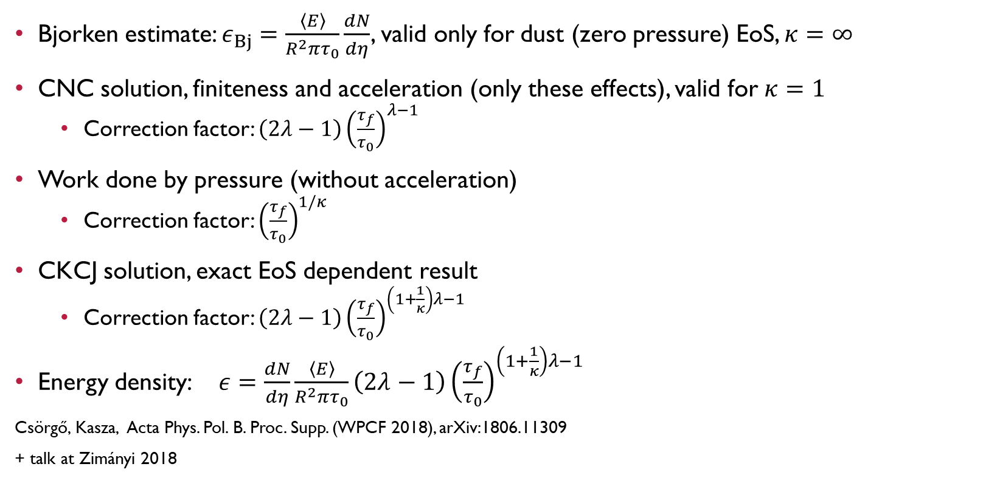 • Bjorken estimate: $\epsilon_{\mathrm{Bj}} = \frac{\langle E \rangle}{R^2 \pi \tau_0} \frac{dN}{d\eta}$, valid only for dust (zero pressure) EoS, $\kappa = \infty$
• CNC solution, finiteness and acceleration (only these effects), valid for $\kappa = 1$
• Correction factor: $(2\lambda - 1) \left( \frac{\tau_f}{\tau_0} \right)^{\lambda - 1}$
• Work done by pressure (without acceleration)
• Correction factor: $\left( \frac{\tau_f}{\tau_0} \right)^{1/\kappa}$
• CKCJ solution, exact EoS dependent result
• Correction factor: $(2\lambda - 1) \left( \frac{\tau_f}{\tau_0} \right)^{\left( 1 + \frac{1}{\kappa} \right) \lambda - 1}$
• Energy density: $\epsilon = \frac{dN}{d\eta} \frac{\langle E \rangle}{R^2 \pi \tau_0} (2\lambda - 1) \left( \frac{\tau_f}{\tau_0} \right)^{\left( 1 + \frac{1}{\kappa} \right) \lambda - 1}$
Csörgő, Kasza, Acta Phys. Pol. B. Proc. Supp. (WPCF 2018), arXiv:1806.11309
+ talk at Zimányi 2018